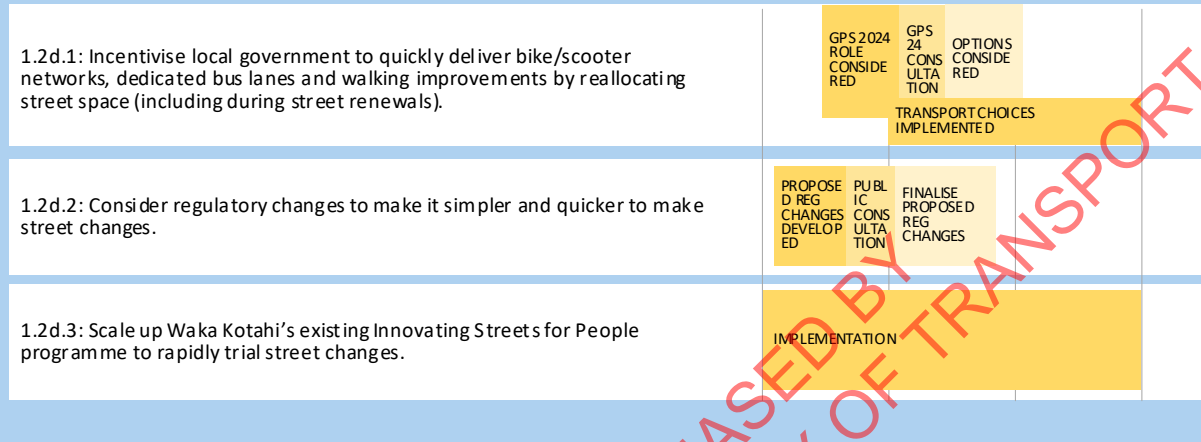 1.2d.1: Incentivise local government to quickly deliver bike/scooter
networks, dedicated bus lanes and walking improvements by reallocating
street space (including during street renewals).
GPS 2024
ROLE
CONSIDE
RED
GPS
24
CONS
ULTA
TION
OPTIONS
CONSIDE
RED
TRANSPORT CHOICES
IMPLEMENTED
1.2d.2: Consider regulatory changes to make it simpler and quicker to make
street changes.
PROPOSE
D REG
CHANGES
DEVELOP
ED
PUBL
IC
CONS
ULTA
TION
FINALISE
PROPOSED
REG
CHANGES
1.2d.3: Scale up Waka Kotahi's existing Innovating Streets for People
programme to rapidly trial street changes.
IMPLEMENTATION
OF TRANSPORT